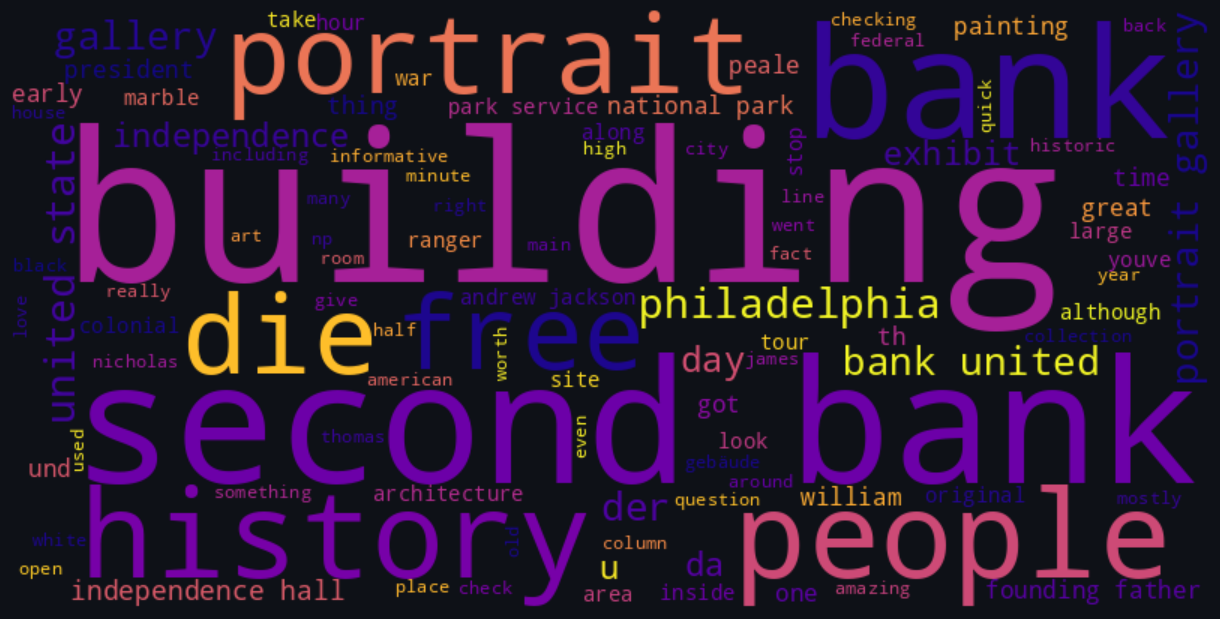 take hour checking painting back
gallery portrait bank federal
president war peale quick
early marble thing park service national park
house independence along city stop exhibit historic
united state including informative high portrait gallery
building minute time
many right line great
art np ranger main went large
black room fact youve
really year
love colonial die give free andrew jackson philadelphia although
half th collection
nicholas worth tour day james bank united
american site
second bank
used thomas even got
look
und gebaude
around
something architecture der question william original mostly
history people
white old column
open u da
independence hall place check area inside one amazing founding father